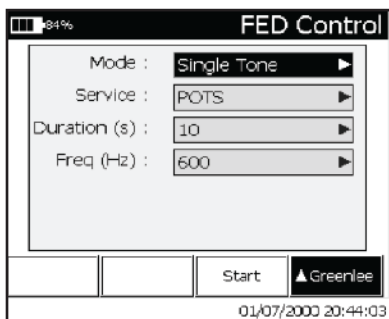 84% FED Control
Mode : Single Tone
Service : POTS
Duration (s) : 10
Freq (Hz) : 600
Start ▲Greenlee
01/07/2000 20:44:03